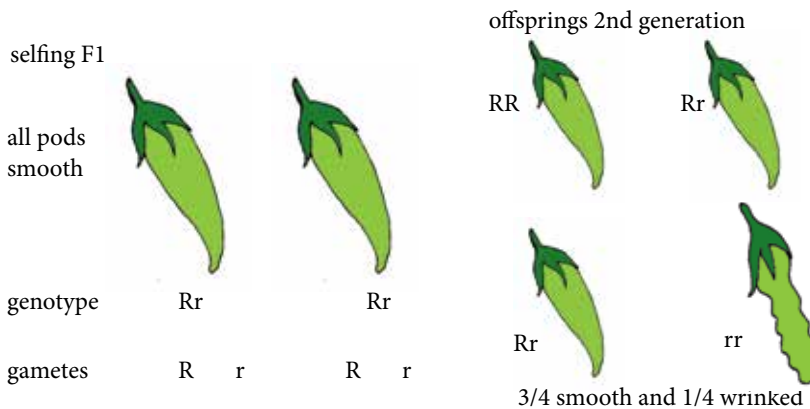 selfing F1
all pods
smooth
genotype Rr Rr
gametes R r R r
offsprings 2nd generation
RR Rr
Rr rr
3/4 smooth and 1/4 wrinked